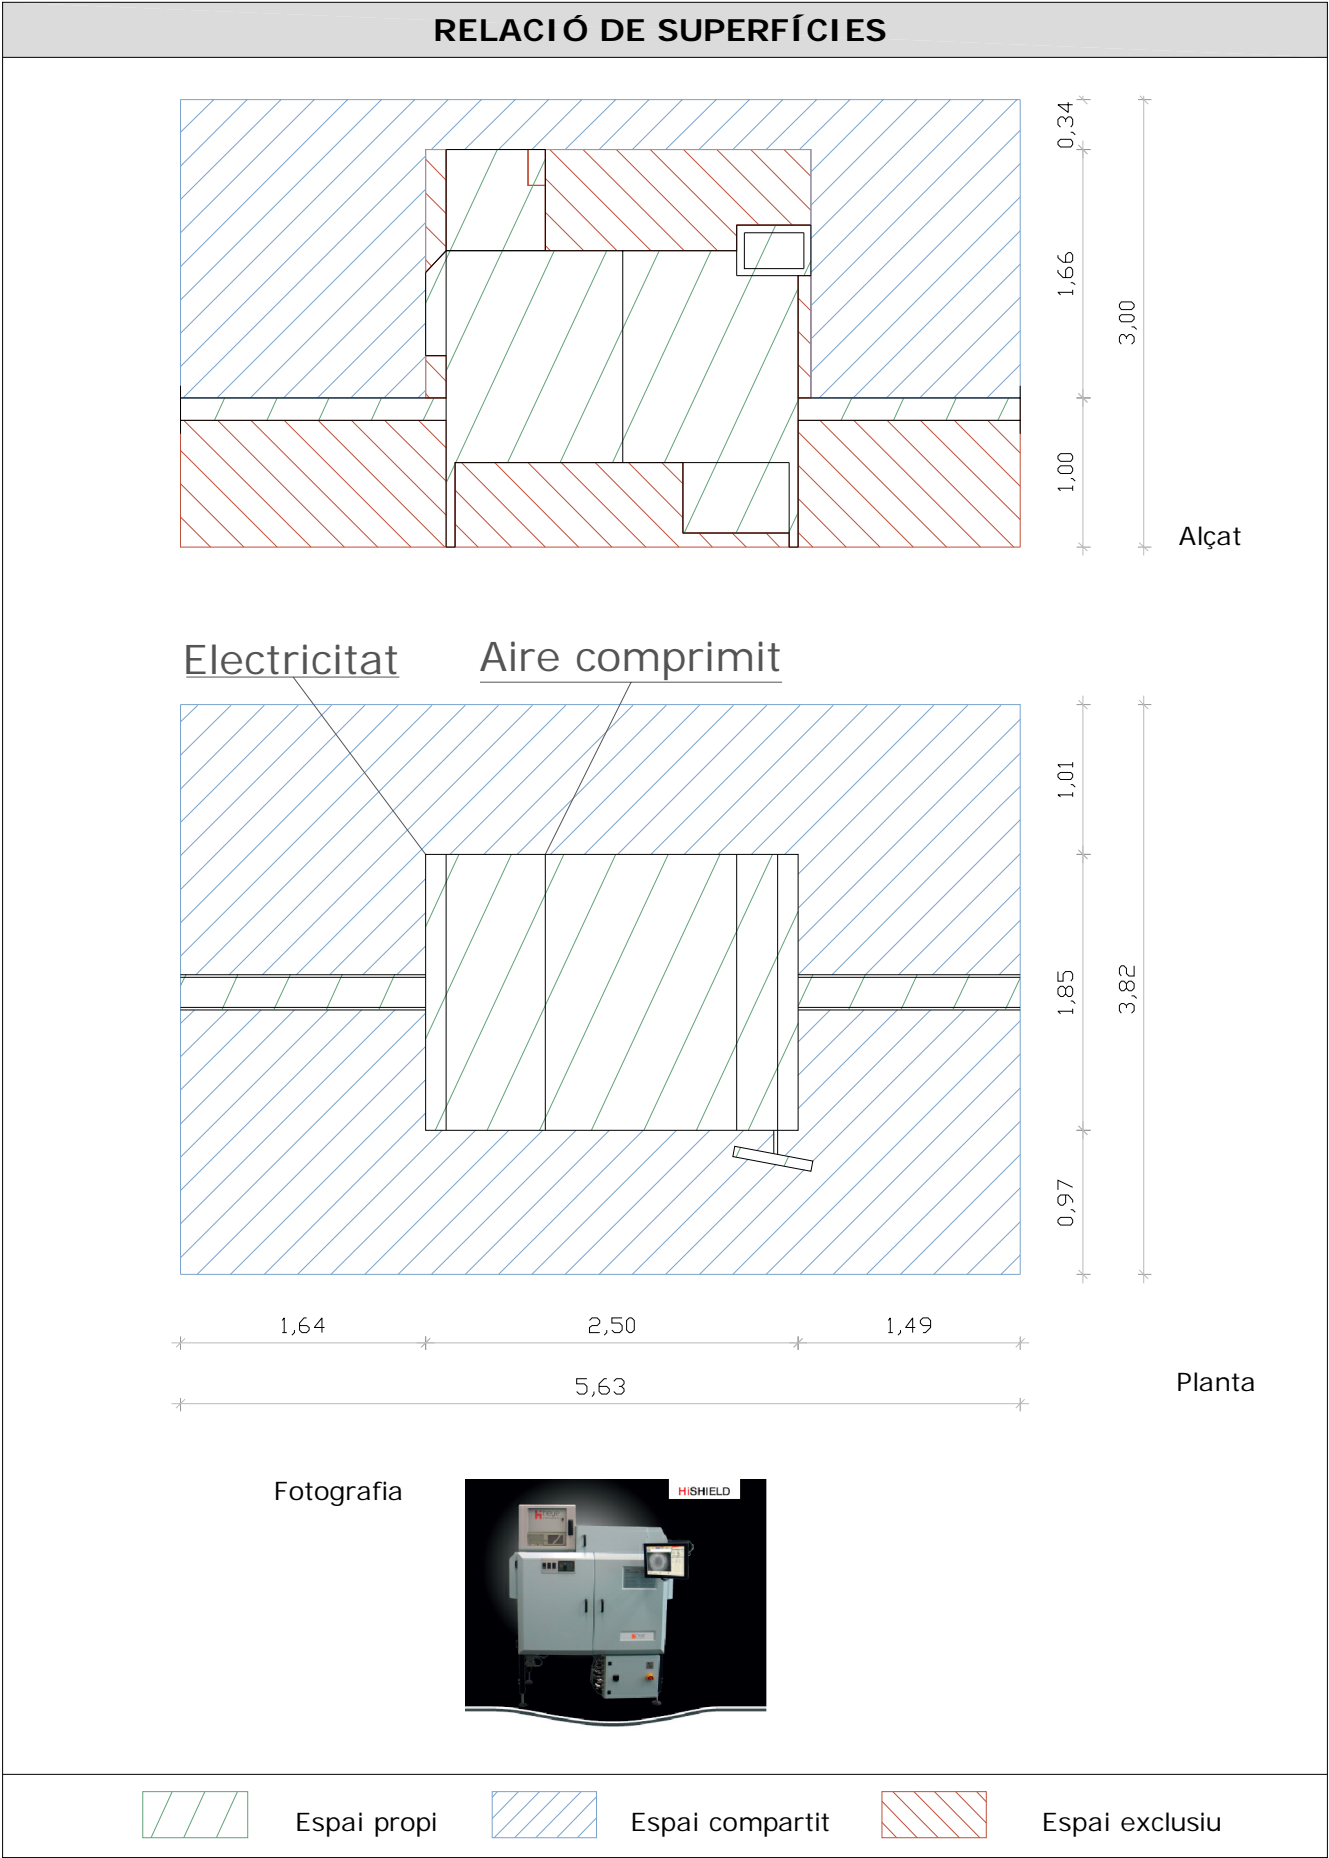 RELACIÓ DE SUPERFÍCIES
0,34
1,66
3,00
1,00
Alçat
Electricitat
Aire comprimit
1,01
1,85
3,82
0,97
1,64
2,50
1,49
5,63
Planta
Fotografia
HiSHIELD
Espai propi
Espai compartit
Espai exclusiu